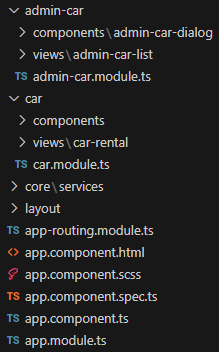 admin-car
components\admin-car-dialog
views\admin-car-list
TS admin-car.module.ts
car
components
views\car-rental
TS car.module.ts
core\services
layout
TS app-routing.module.ts
<> app.component.html
app.component.scss
TS app.component.spec.ts
TS app.component.ts
TS app.module.ts